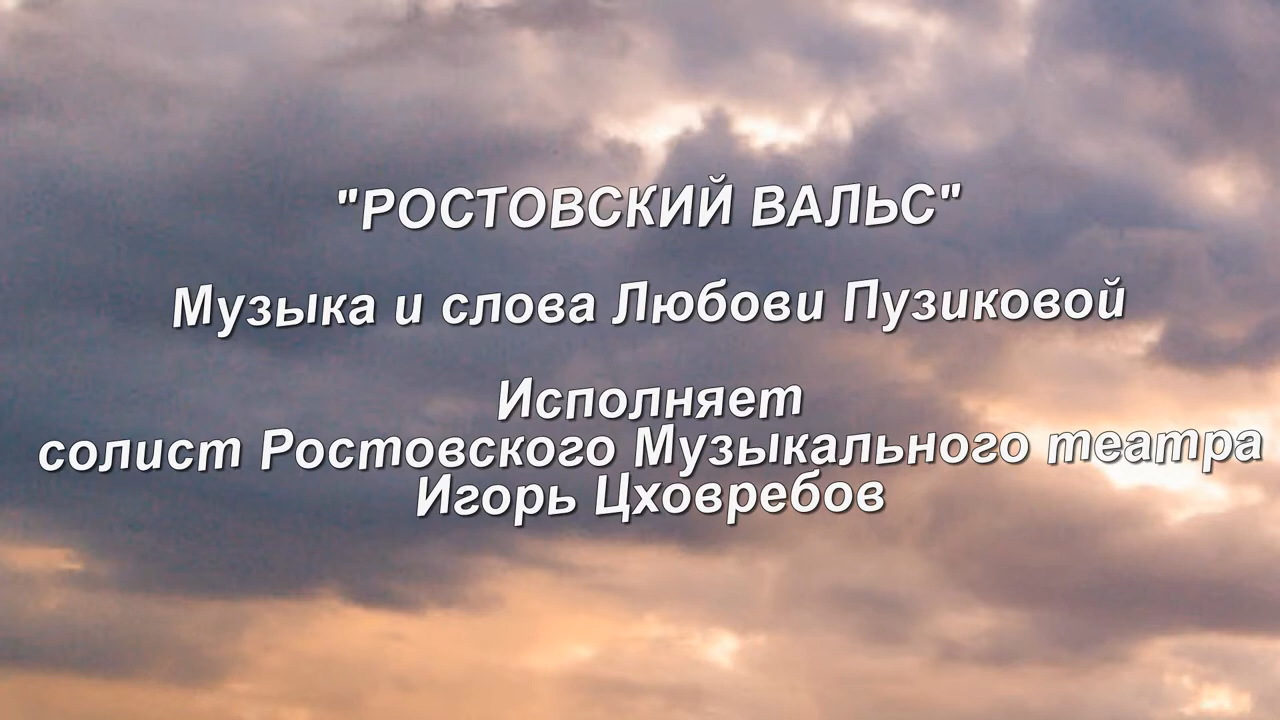 "РОСТОВСКИЙ ВАЛЬС"
Музыка и слова Любови Пузиковой
Исполняет
солист Ростовского Музыкального театра
Игорь Цховребов